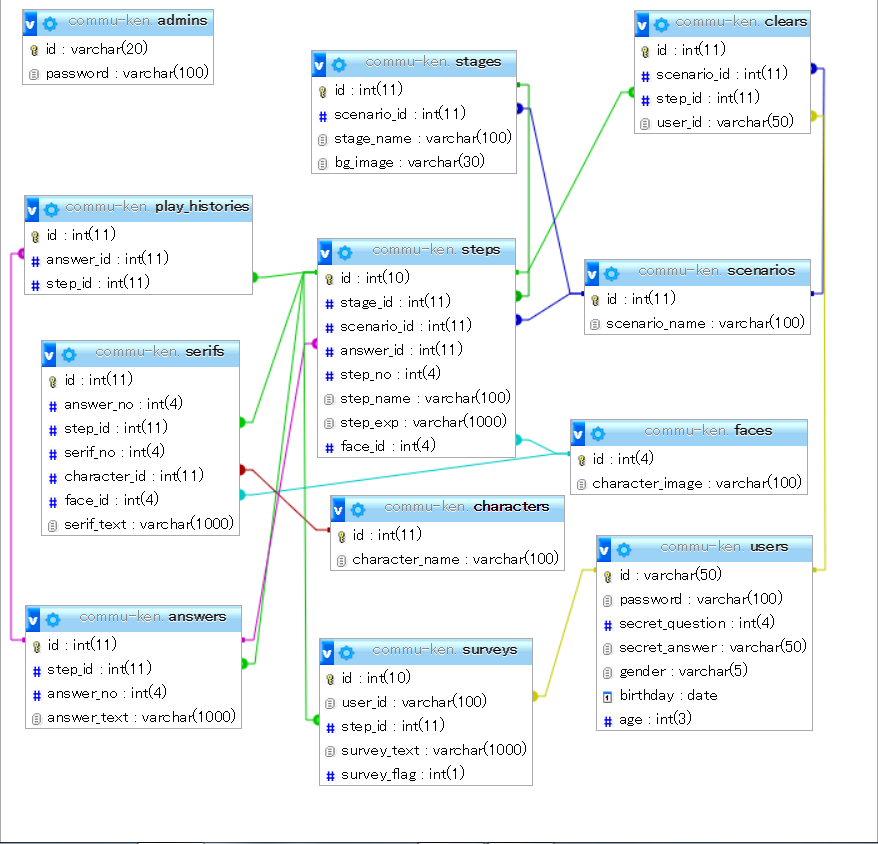 commu-ken. admins
id : varchar(20)
password : varchar(100)
commu-ken. stages
id : int(11)
scenario_id : int(11)
stage_name : varchar(100)
bg_image : varchar(30)
commu-ken. clears
id : int(11)
scenario_id : int(11)
step_id : int(11)
user_id : varchar(50)
commu-ken. play_histories
id : int(11)
answer_id : int(11)
step_id : int(11)
commu-ken. steps
id : int(10)
stage_id : int(11)
scenario_id : int(11)
answer_id : int(11)
step_no : int(4)
step_name : varchar(100)
step_exp : varchar(1000)
face_id : int(4)
commu-ken. scenarios
id : int(11)
scenario_name : varchar(100)
commu-ken. serifs
id : int(11)
answer_no : int(4)
step_id : int(11)
serif_no : int(4)
character_id : int(11)
face_id : int(4)
serif_text : varchar(1000)
commu-ken. faces
id : int(4)
character_image : varchar(100)
commu-ken. characters
id : int(11)
character_name : varchar(100)
commu-ken. users
id : varchar(50)
password : varchar(100)
secret_question : int(4)
secret_answer : varchar(50)
gender : varchar(5)
birthday : date
age : int(3)
commu-ken. answers
id : int(11)
step_id : int(11)
answer_no : int(4)
answer_text : varchar(1000)
commu-ken. surveys
id : int(10)
user_id : varchar(100)
step_id : int(11)
survey_text : varchar(1000)
survey_flag : int(1)